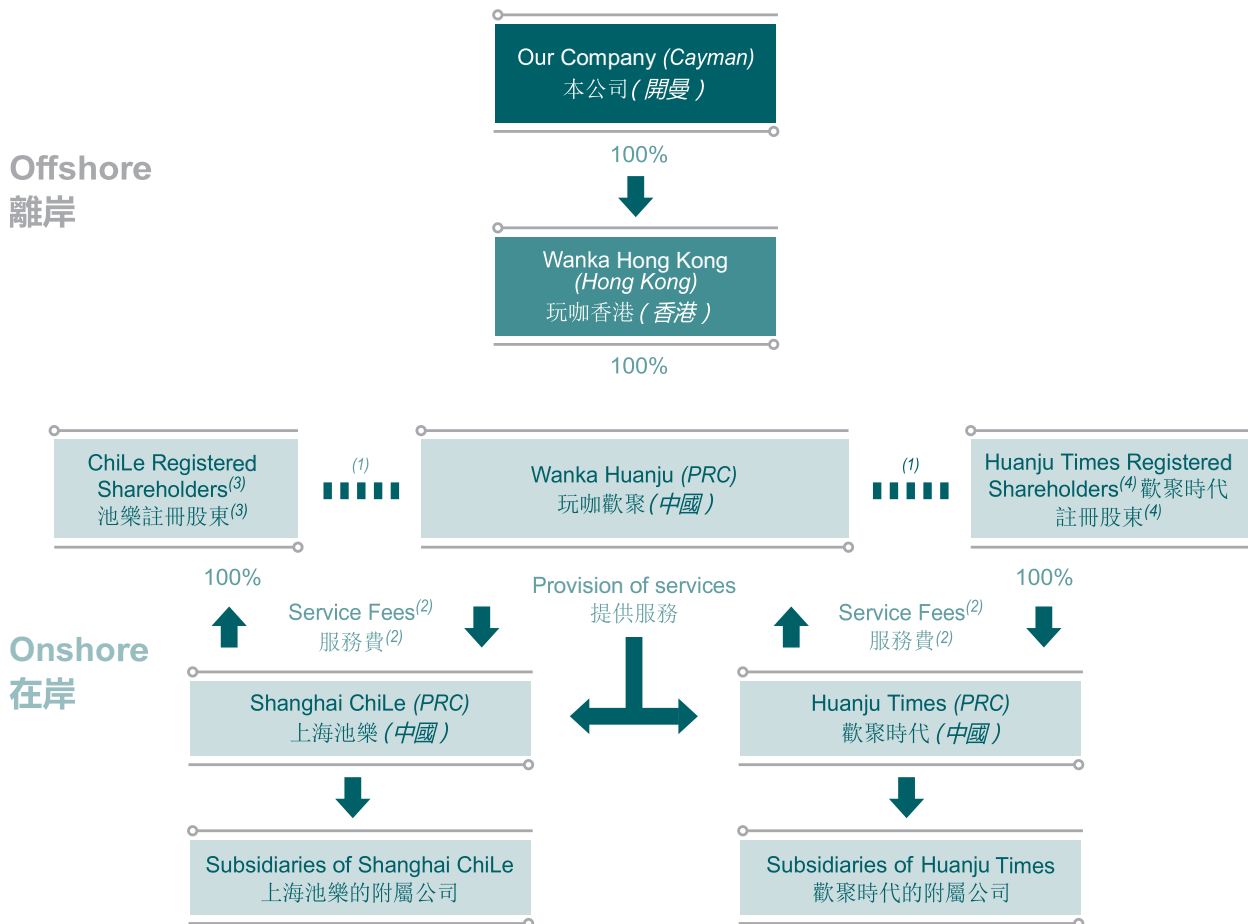 Our Company (Cayman)
本公司(開曼)
100%
Offshore
離岸
Wanka Hong Kong
(Hong Kong)
玩咖香港(香港)
100%
ChiLe Registered
Shareholders(3)
池樂註冊股東(3)
(1)
Wanka Huanju (PRC)
玩咖歡聚(中國)
(1)
Huanju Times Registered
Shareholders(4) 歡聚時代
註冊股東(4)
100%
Service Fees(2)
服務費(2)
Provision of services
提供服務
Service Fees(2)
服務費(2)
100%
Onshore
在岸
Shanghai ChiLe (PRC)
上海池樂(中國)
Huanju Times (PRC)
歡聚時代(中國)
Subsidiaries of Shanghai ChiLe
上海池樂的附屬公司
Subsidiaries of Huanju Times
歡聚時代的附屬公司